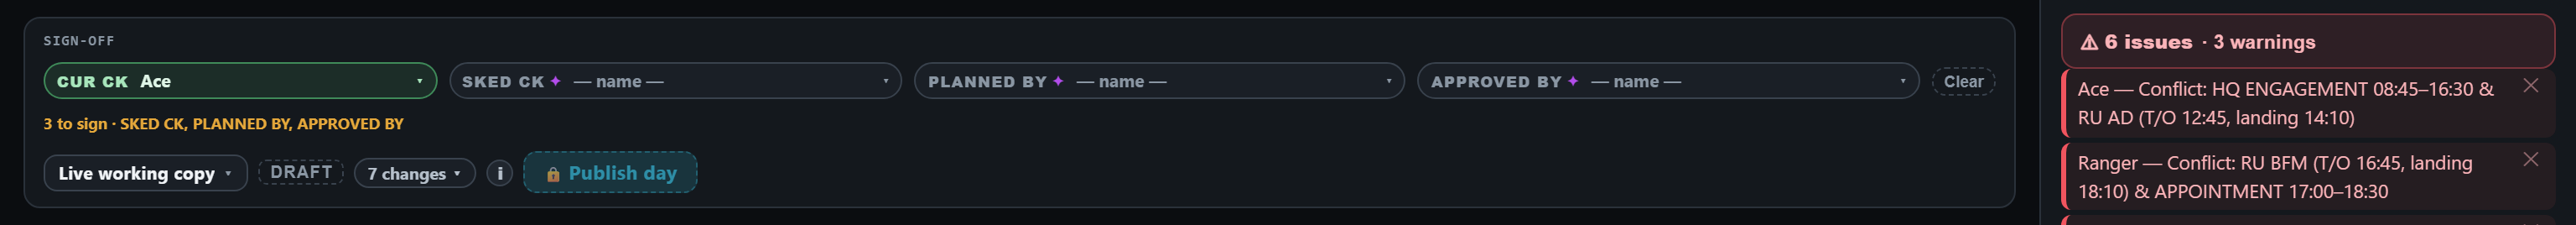 SIGN-OFF
CUR CK Ace
SKED CK ✦ — name —
PLANNED BY ✦ — name —
APPROVED BY ✦ — name —
Clear
3 to sign · SKED CK, PLANNED BY, APPROVED BY
Live working copy
DRAFT
7 changes
i
Publish day
⚠ 6 issues · 3 warnings
Ace — Conflict: HQ ENGAGEMENT 08:45–16:30 &
RU AD (T/O 12:45, landing 14:10)
Ranger — Conflict: RU BFM (T/O 16:45, landing
18:10) & APPOINTMENT 17:00–18:30